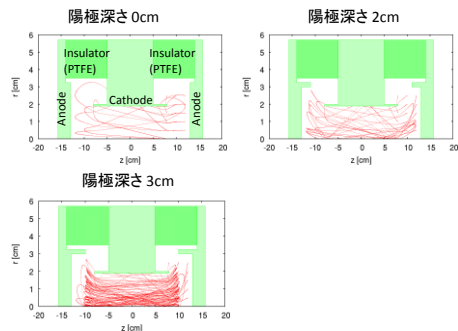 陽極深さ 0cm
6
5
4
3
2
1
0
r [cm]
Insulator
(PTFE)
Insulator
(PTFE)
Anode
Cathode
Anode
-20 -15 -10 -5 0 5 10 15 20
z [cm]
陽極深さ 2cm
6
5
4
3
2
1
0
r [cm]
-20 -15 -10 -5 0 5 10 15 20
z [cm]
陽極深さ 3cm
6
5
4
3
2
1
0
r [cm]
-20 -15 -10 -5 0 5 10 15 20
z [cm]